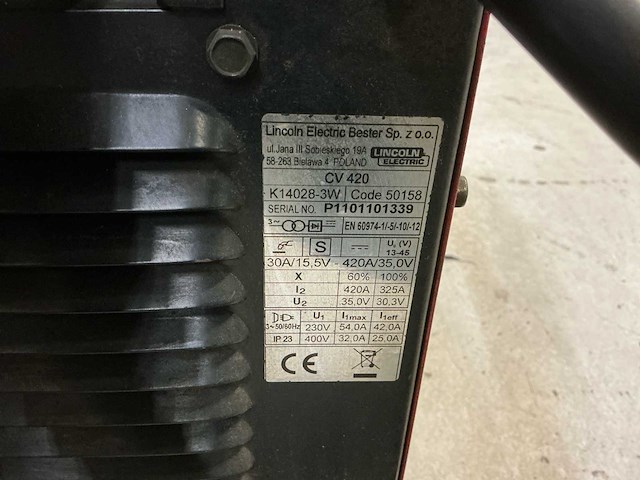 Lincoln Electric Bester Sp. z o.o.
ul.Jana III Sobieskiego 19A
58-263 Bielawa 4 POLAND
LINCOLN ELECTRIC
CV 420
K14028-3W Code 50158
SERIAL NO. P1101101339
3~ EN 60974-1/-5/-10/-12
S U₀ (V)
13-45
30A/15,5V - 420A/35,0V
X 60% 100%
I2 420A 325A
U2 35,0V 30,3V
U1 I1max I1eff
3~50/60Hz 230V 54,0A 42,0A
IP 23 400V 32,0A 25,0A
CE